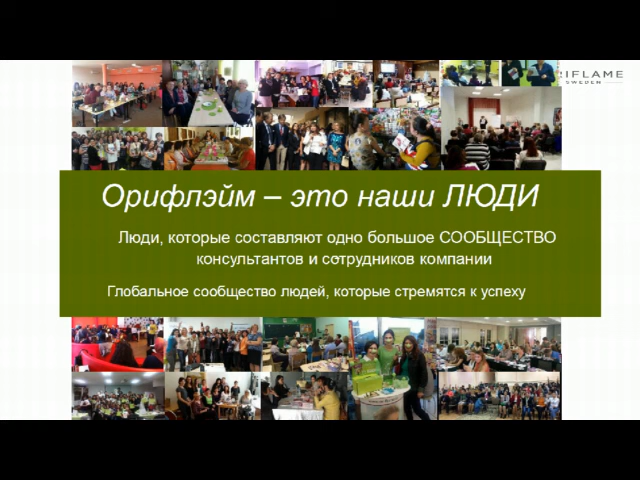 ORIFLAME
SWEDEN
Орифлэйм – это наши ЛЮДИ
Люди, которые составляют одно большое СООБЩЕСТВО
консультантов и сотрудников компании
Глобальное сообщество людей, которые стремятся к успеху